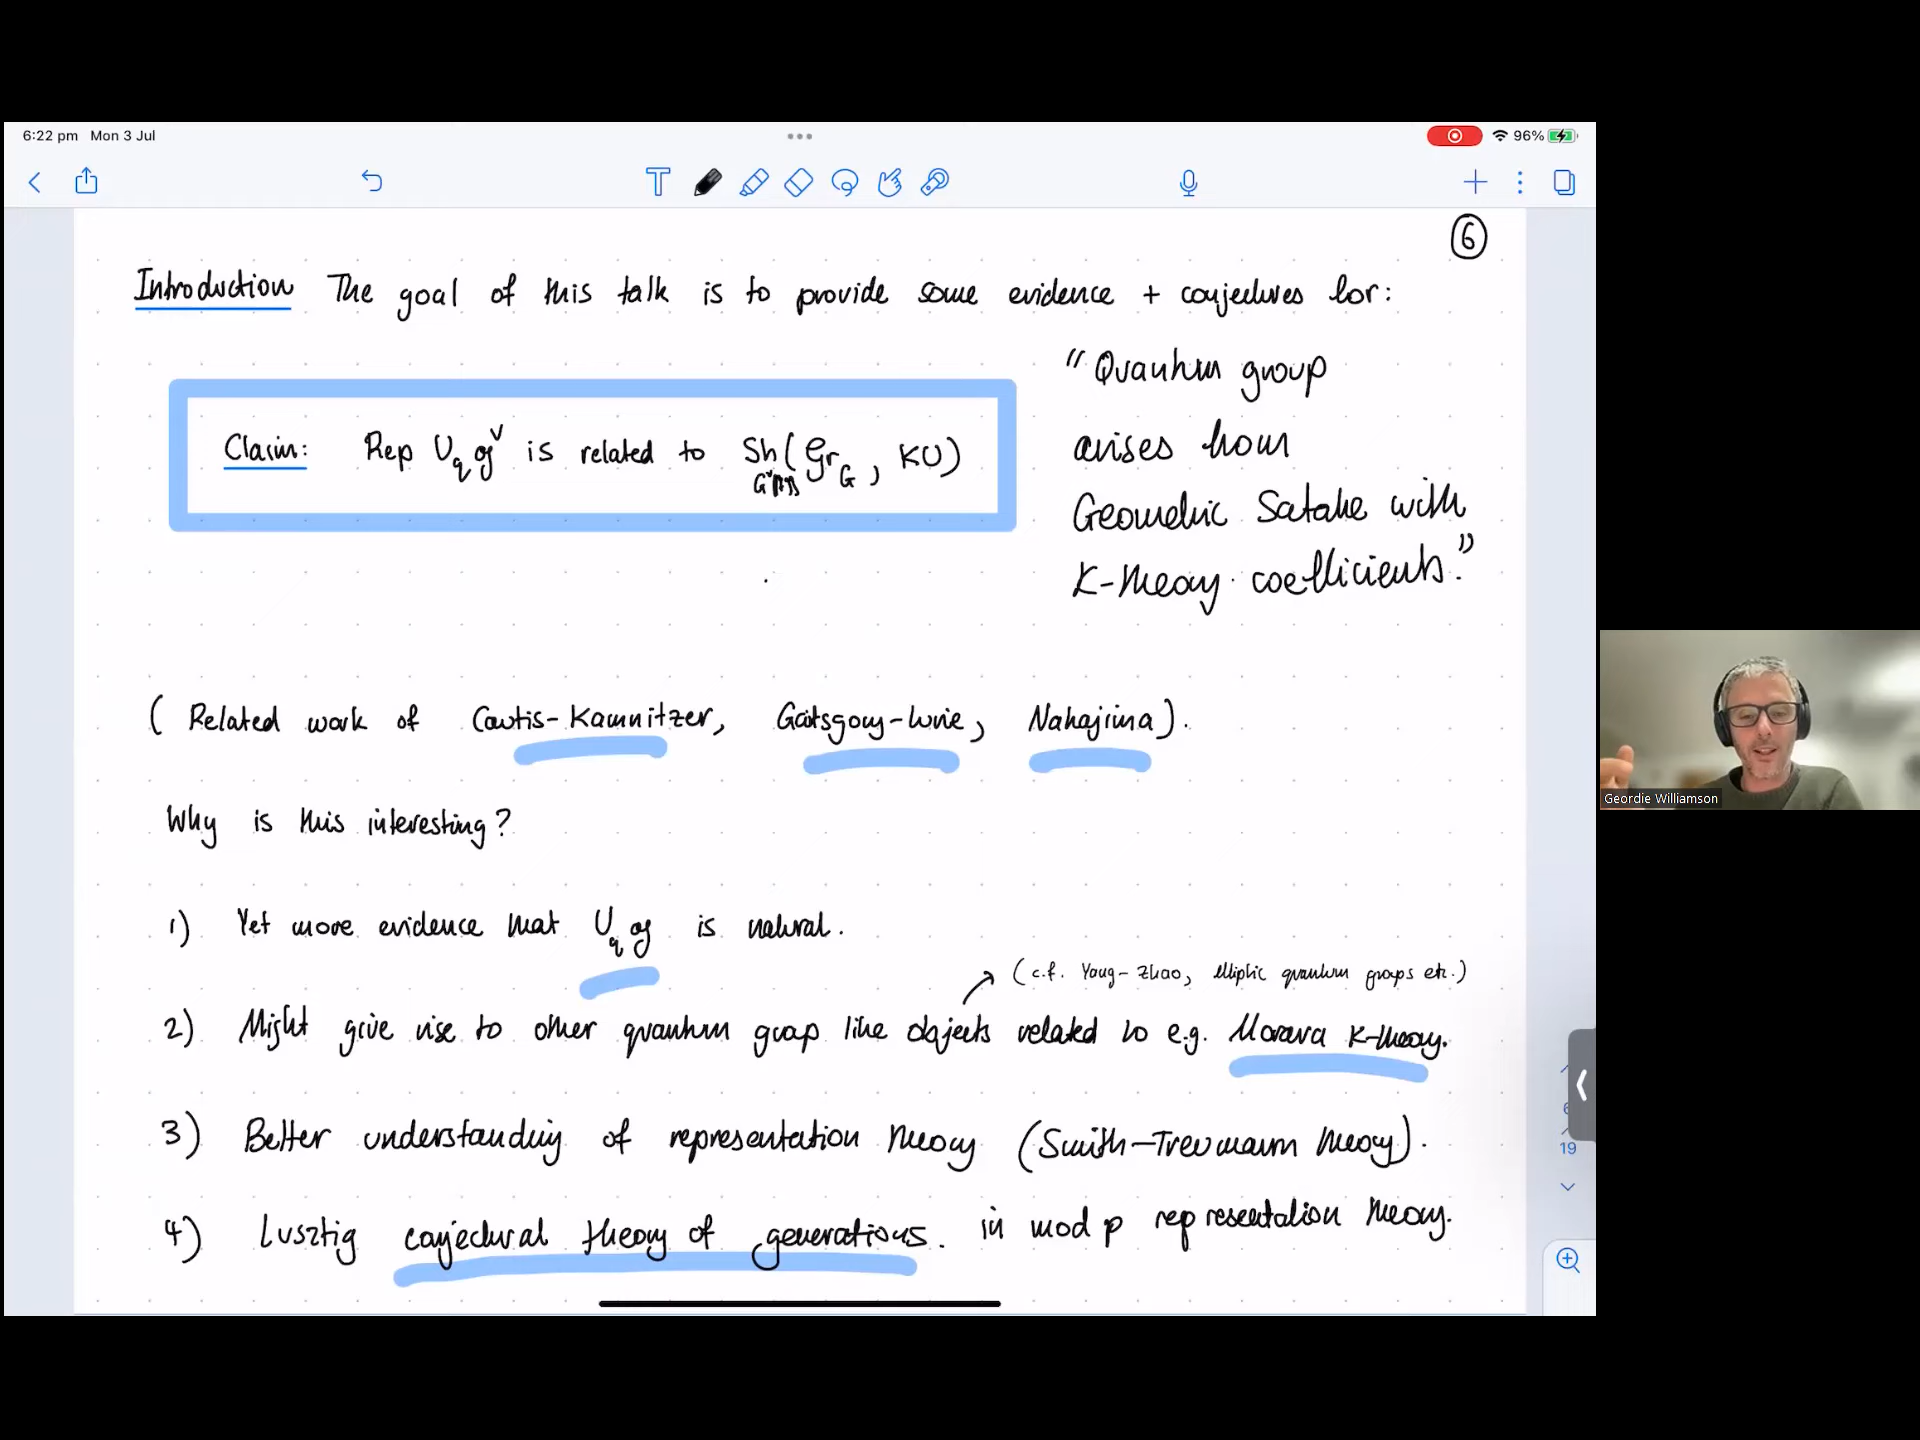 6:22 pm Mon 3 Jul
96%
6
Introduction The goal of this talk is to provide some evidence + conjectures for:
Claim: Rep U_q g^∨ is related to Sh (Gr_G, KU)
"Quantum group
arises from
Geometric Satake with
K-theory coefficients."
(Related work of Cautis-Kamnitzer, Gaitsgory-Lurie, Nakajima).
Why is this interesting?
1) Yet more evidence that U_q g is natural.
(c.f. Yang-Zhao, elliptic quantum groups etc.)
2) Might give rise to other quantum group like objects related to e.g. Morava K-theory.
3) Better understanding of representation theory (Smith-Treumann theory).
4) Lusztig conjectural theory of generations. in mod p representation theory.
19
Geordie Williamson